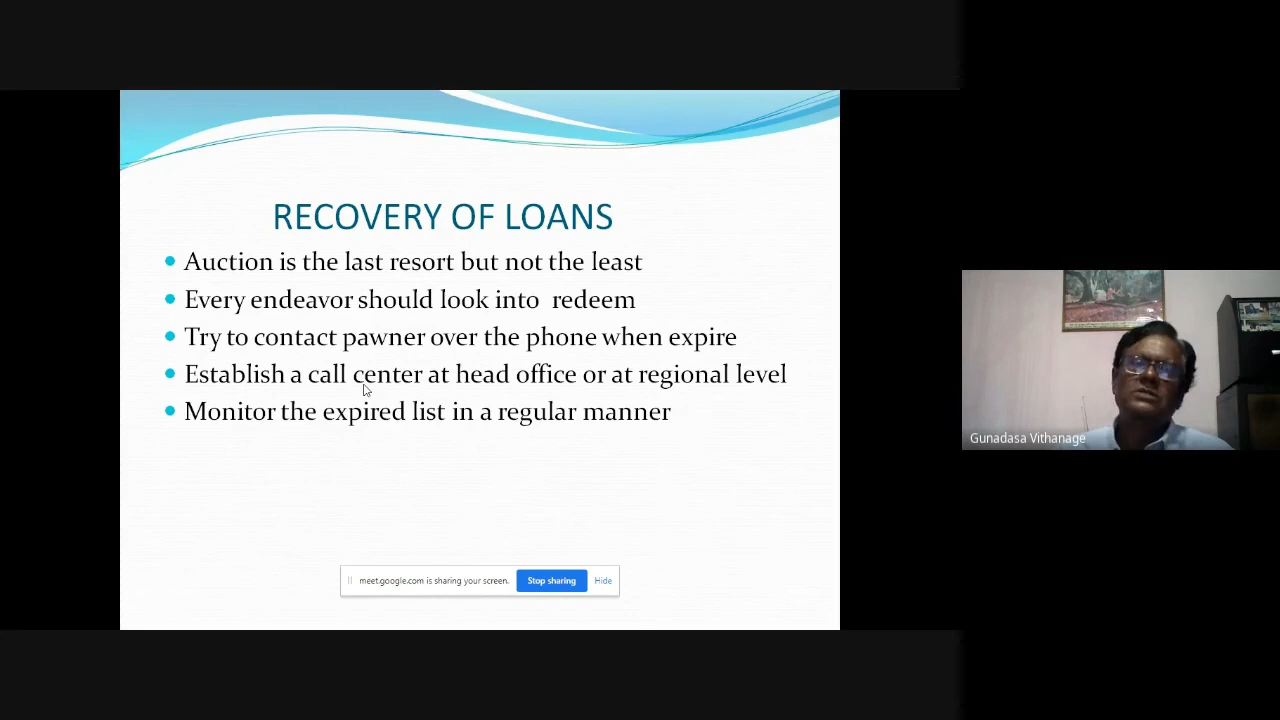 RECOVERY OF LOANS
Auction is the last resort but not the least
Every endeavor should look into redeem
Try to contact pawner over the phone when expire
Establish a call center at head office or at regional level
Monitor the expired list in a regular manner
meet.google.com is sharing your screen. Stop sharing Hide
Gunadasa Vithanage